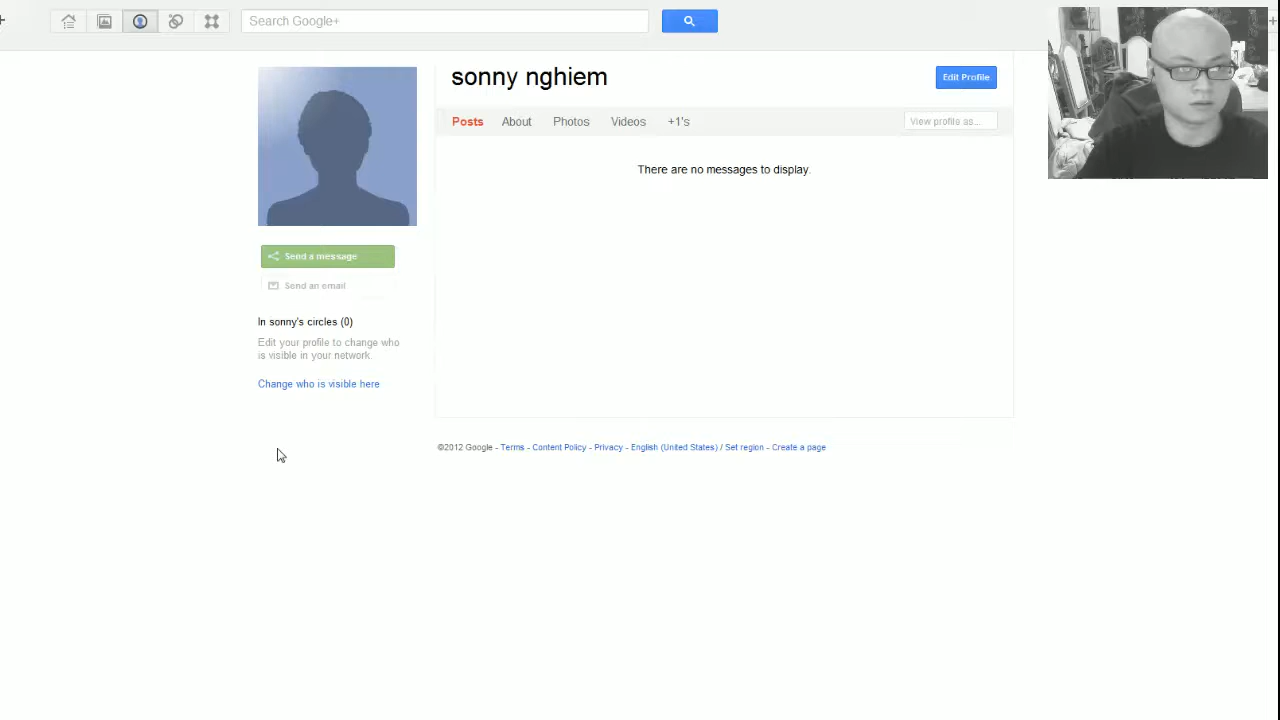 Search Google+
sonny nghiem
Edit Profile
Posts About Photos Videos +1's
View profile as...
There are no messages to display.
Send a message
Send an email
In sonny's circles (0)
Edit your profile to change who
is visible in your network.
Change who is visible here
©2012 Google - Terms - Content Policy - Privacy - English (United States) / Set region - Create a page